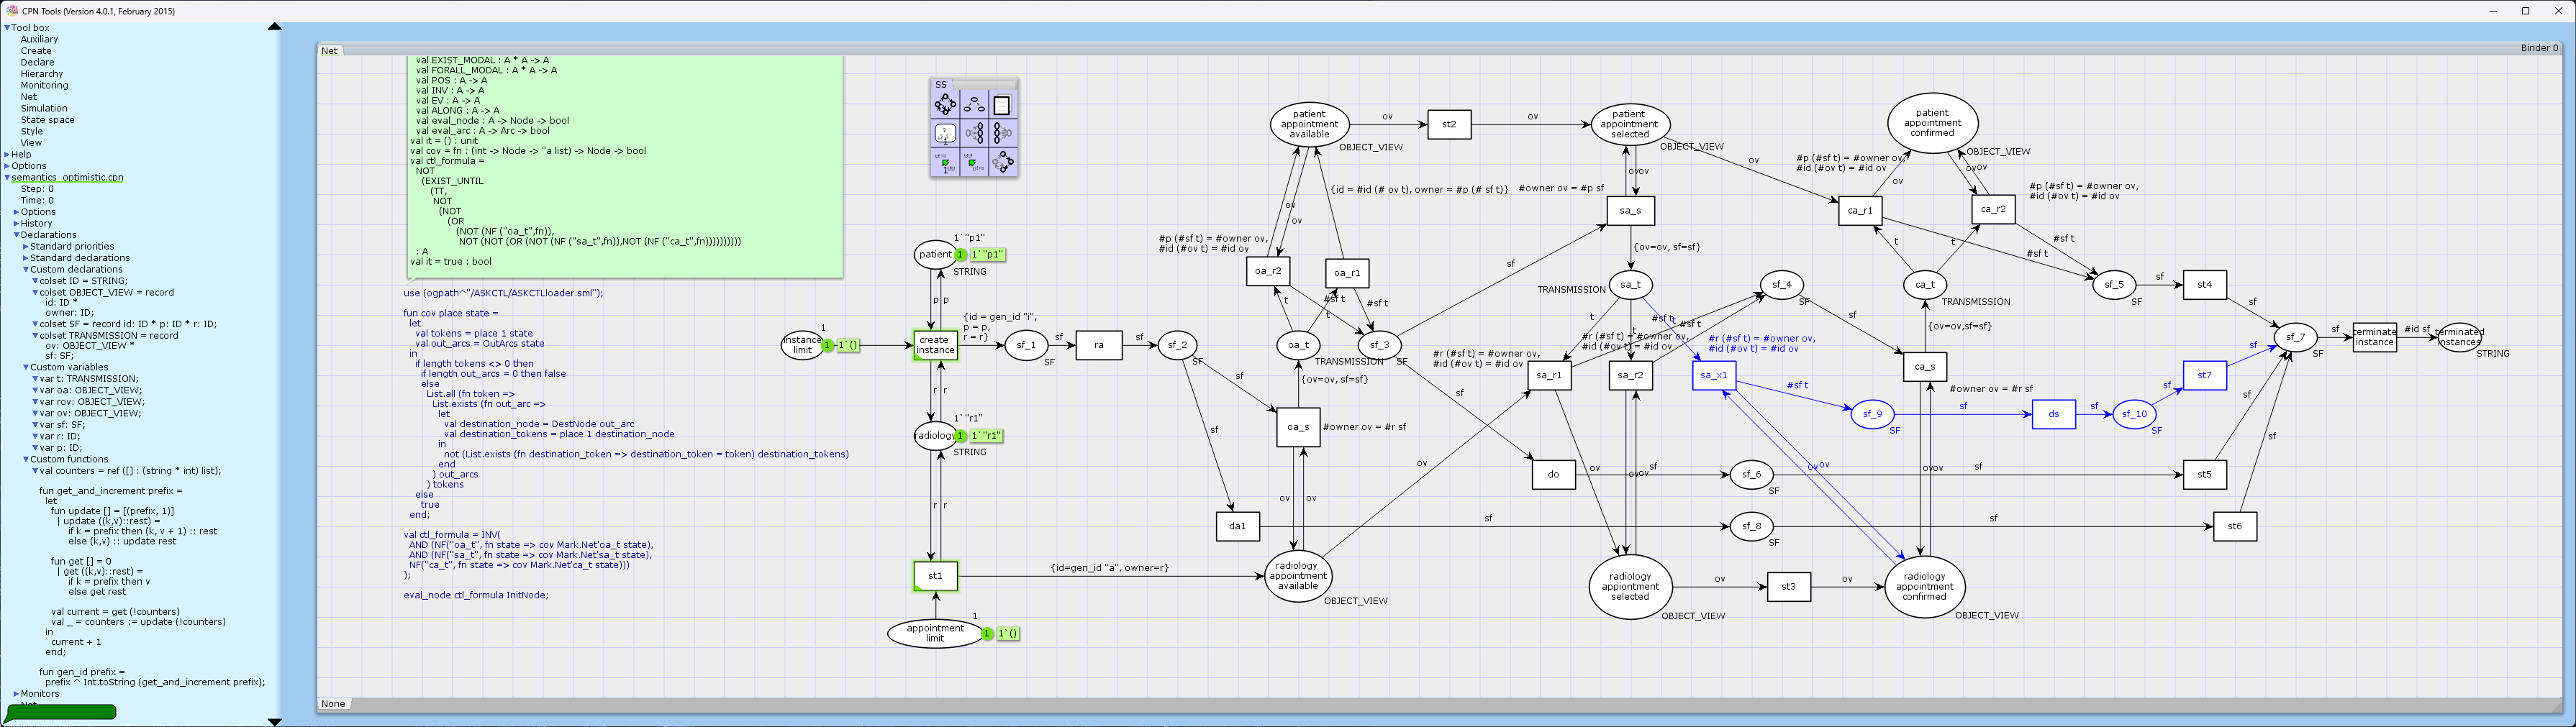 CPN Tools (Version 4.0.1, February 2015)
Tool box
Auxiliary
Create
Declare
Hierarchy
Monitoring
Net
Simulation
State space
Style
View
Help
Options
semantics_optimistic.cpn
Step: 0
Time: 0
Options
History
Declarations
Standard priorities
Standard declarations
Custom declarations
colset ID = STRING;
colset OBJECT_VIEW = record
id: ID *
owner: ID;
colset SF = record id: ID * p: ID * r: ID;
colset TRANSMISSION = record
ov: OBJECT_VIEW *
sf: SF;
Custom variables
var t: TRANSMISSION;
var oa: OBJECT_VIEW;
var rov: OBJECT_VIEW;
var ov: OBJECT_VIEW;
var sf: SF;
var r: ID;
var p: ID;
Custom functions
val counters = ref ([] : (string * int) list);
fun get_and_increment prefix =
let
fun update [] = [(prefix, 1)]
| update ((k,v)::rest) =
if k = prefix then (k, v + 1) :: rest
else (k,v) :: update rest
fun get [] = 0
| get ((k,v)::rest) =
if k = prefix then v
else get rest
val current = get (!counters)
val _ = counters := update (!counters)
in
current + 1
end;
fun gen_id prefix =
prefix ^ Int.toString (get_and_increment prefix);
Monitors
Net
Binder 0
val EXIST_MODAL : A * A -> A
val FORALL_MODAL : A * A -> A
val POS : A -> A
val INV : A -> A
val EV : A -> A
val ALONG : A -> A
val eval_node : A -> Node -> bool
val eval_arc : A -> Arc -> bool
val it = () : unit
val cov = fn : (int -> Node -> ''a list) -> Node -> bool
val ctl_formula =
NOT
(EXIST_UNTIL
(TT,
NOT
(NOT
(OR
(NOT (NF ("oa_t",fn)),
NOT (NOT (OR (NOT (NF ("sa_t",fn)),NOT (NF ("ca_t",fn))))))))))
: A
val it = true : bool
use (ogpath^"/ASKCTL/ASKCTLloader.sml");
fun cov place state =
let
val tokens = place 1 state
val out_arcs = OutArcs state
in
if length tokens <> 0 then
if length out_arcs = 0 then false
else
List.all (fn token =>
List.exists (fn out_arc =>
let
val destination_node = DestNode out_arc
val destination_tokens = place 1 destination_node
in
not (List.exists (fn destination_token => destination_token = token) destination_tokens)
end
) out_arcs
) tokens
else
true
end;
val ctl_formula = INV(
AND (NF("oa_t", fn state => cov Mark.Net'oa_t state),
AND (NF("sa_t", fn state => cov Mark.Net'sa_t state),
NF("ca_t", fn state => cov Mark.Net'ca_t state)))
);
eval_node ctl_formula InitNode;
SS
1`"p1"
patient
1
1`"p1"
STRING
p
p
1
instance
limit
1
1`()
create
instance
{id = gen_id "i",
p = p,
r = r}
r
r
1`"r1"
radiology
1
1`"r1"
STRING
r
r
st1
{id=gen_id "a", owner=r}
1
appointment
limit
1
1`()
sf_1
SF
sf
ra
sf
sf_2
SF
sf
sf
da1
sf
patient
appointment
available
OBJECT_VIEW
ov
st2
ov
patient
appointment
selected
OBJECT_VIEW
ov
patient
appointment
confirmed
OBJECT_VIEW
ov
ov
#p (#sf t) = #owner ov,
#id (#ov t) = #id ov
oa_r2
oa_r1
{id = #id (# ov t), owner = #p (# sf t)}
t
#sf t
#sf t
t
oa_t
TRANSMISSION
{ov=ov, sf=sf}
oa_s
#owner ov = #r sf
ov
ov
radiology
appointment
available
OBJECT_VIEW
sf_3
SF
sf
sf
#owner ov = #p sf
ovov
sa_s
{ov=ov, sf=sf}
sa_t
TRANSMISSION
t
t
t
#sf t
#sf t
#r (#sf t) = #owner ov,
#id (#ov t) = #id ov
#r (#sf t) = #owner ov,
#id (#ov t) = #id ov
#r (#sf t) = #owner ov,
#id (#ov t) = #id ov
sa_r1
sa_r2
sa_x1
#sf t
sf_4
SF
sf
ov
do
ov
ovov
sf
sf_6
SF
sf
st5
sf_8
SF
sf
st6
radiology
appointment
selected
OBJECT_VIEW
ov
st3
ov
radiology
appointment
confirmed
OBJECT_VIEW
ov
ov
ovov
#p (#sf t) = #owner ov,
#id (#ov t) = #id ov
ov
ca_r1
ovov
ca_r2
#p (#sf t) = #owner ov,
#id (#ov t) = #id ov
#sf t
#sf t
t
t
ca_t
TRANSMISSION
{ov=ov,sf=sf}
ca_s
#owner ov = #r sf
sf_5
SF
sf
st4
sf
sf_9
SF
sf
ds
sf
sf_10
SF
sf
st7
sf
sf
sf
sf_7
SF
sf
terminate
instance
#id sf
terminated
instances
STRING
None